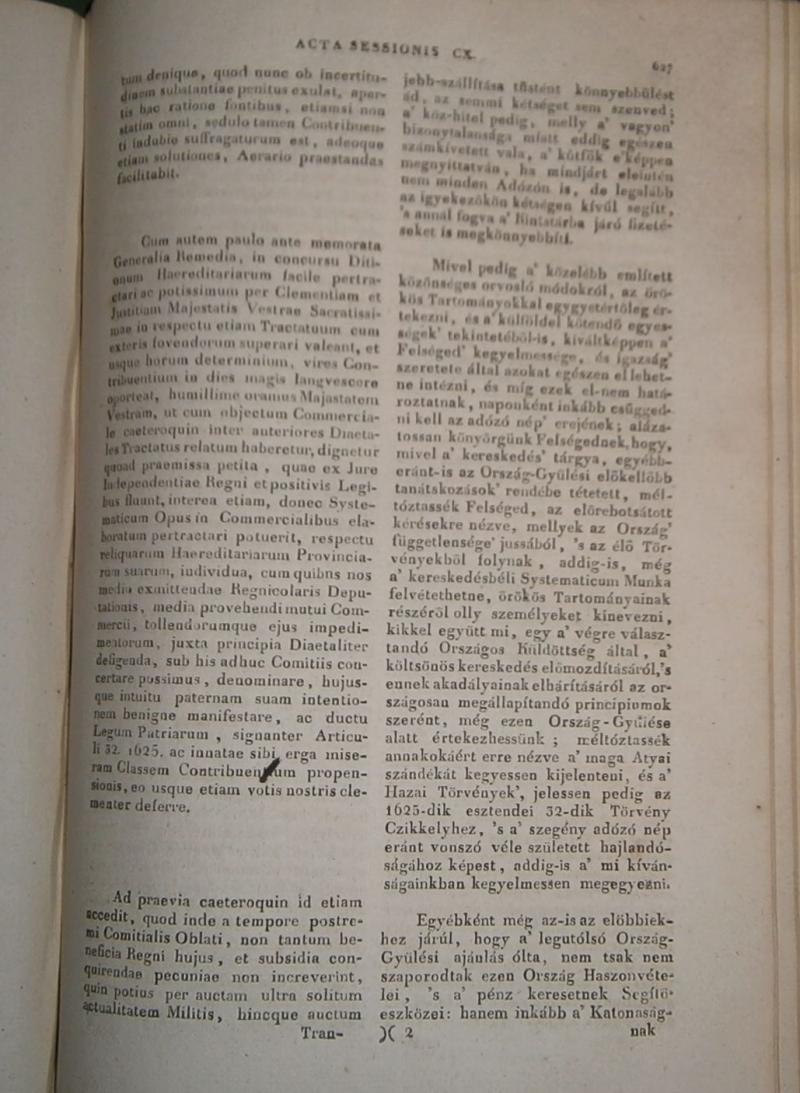 ACTA SESSIONIS CX.
627
tum denique, quod nunc ob incertitu-
dinem substantiae penitus exulat, aper-
tis hac ratione fontibus, etiamsi non
statim omni, sedulo tamen Contribuen-
ti indubio suffragaturum est, adeoque
etiam solutiones, Aerario praestandas
facilitabit.
Cum autem paulo ante memorata
Generalia Remedia, in concursu Diti-
onum Haereditariarum facile pertra-
ctari ac potissimum per Clementiam et
Justitiam Majestatis Vestrae Sacratissi-
mae in respectu etiam Tractatuum cum
exteris fovendorum superari valeant, et
usque horum determinium, vires Con-
tribuentium in dies magis langvescere
oporteat, humillime oramus Majestatem
Vestram, ut cum objectum Commercia-
le caeteroquin inter anteriores Diaeta-
les Tractatus relatum haberetur, dignetur
quoad praemissa petita, quae ex Jure
Independentiae Regni et positivis Legi-
bus fluunt, interea etiam, donec Syste-
maticum Opus in Commercialibus ela-
boratum pertractari potuerit, respectu
reliquarum Haereditariarum Provincia-
rum suarum, individua, cum quibus nos
media exmittendae Regnicolaris Depu-
tationis, media provehendi mutui Com-
mercii, tollendorumque ejus impedi-
mentorum, juxta principia Diaetaliter
defigenda, sub his adhuc Comitiis con-
certare possimus, denominare, hujus-
que intuitu paternam suam intentio-
nem benigne manifestare, ac ductu
Legum Patriarum, signanter Articu-
li 32. 1625. ac innatae sibi erga mise-
ram Classem Contribuentium propen-
sionis, eo usque etiam votis nostris cle-
menter deferre.
Ad praevia caeteroquin id etiam
accedit, quod inde a tempore postre-
mi Comitialis Oblati, non tantum be-
neficia Regni hujus, et subsidia con-
quirendae pecuniae non increverint,
quin potius per auctam ultra solitum
actualitatem Militis, hincque auctum
Tran-
jebb-szállítása tüstént könnyebbülést
ád, az semmi kétséget sem szenved;
a' köz-hitel pedig, melly a' vagyon'
bizonytalansága miatt eddig egészen
számkivetett vala, a' kútfők e'képpen
megnyittatván, ha mindjárt eleintén
nem minden Adózón is, de legalább
az igyekezőkön kétségen kívül segítt,
's annál fogva a' Kintstárba járó fizeté-
seket is megkönnyebbíti.
Mivel pedig a' közelébb említett
közönséges orvosló módokról, az örö-
kös Tartományokkal egygyetértőleg ér-
tekezni, és a' külfölddel kötendő egyes-
ségek' tekintetéből-is, kiváltképpen a'
Felséged' kegyelmessége, és igazság'
szeretete által azokat egészen el lehet-
ne intézni, és míg ezek el-nem hatá-
roztatnak, naponként inkább csügged-
ni kell az adózó nép' erejének; aláza-
tossan könyörgünk Felségednek, hogy,
mivel a' kereskedés' tárgya, egyébb-
eránt-is az Ország-Gyülési előkellőbb
tanátskozások' rendébe tétetett, mél-
tóztassék Felséged, az előrebotsátott
kérésekre nézve, mellyek az Ország'
függetlensége' jussából, 's az élő Tör-
vényekből folynak, addig-is, még
a' kereskedésbéli Systematicum Munka
felvétethetne, örökös Tartományainak
részéről olly személyeket kinevezni,
kikkel együtt mi, egy a' végre válasz-
tandó Országos Küldöttség által, a'
költsönös kereskedés előmozdításáról, 's
ennek akadályainak elhárításáról az or-
szágosan megállapítandó principiumok
szerént, még ezen Ország-Gyülése
alatt értekezhessünk; méltóztassék
annakokáért erre nézve a' maga Atyai
szándékát kegyessen kijelenteni, és a'
Hazai Törvények', jelessen pedig az
1625-dik esztendei 32-dik Törvény
Czikkelyhez, 's a' szegény adózó nép
eránt vonszó véle született hajlandó-
ságához képest, addig-is a' mi kíván-
ságainkban kegyelmessen megegyezni.
Egyébként még az-is az előbbiek-
hez járúl, hogy a' legutólsó Ország-
Gyülési ajáulás ólta, nem tsak nem
szaporodtak ezen Ország Haszonvéte-
lei, 's a' pénz keresetnek Segítő-
eszközei: hanem inkább a' Katonaság-
)( 2
nak